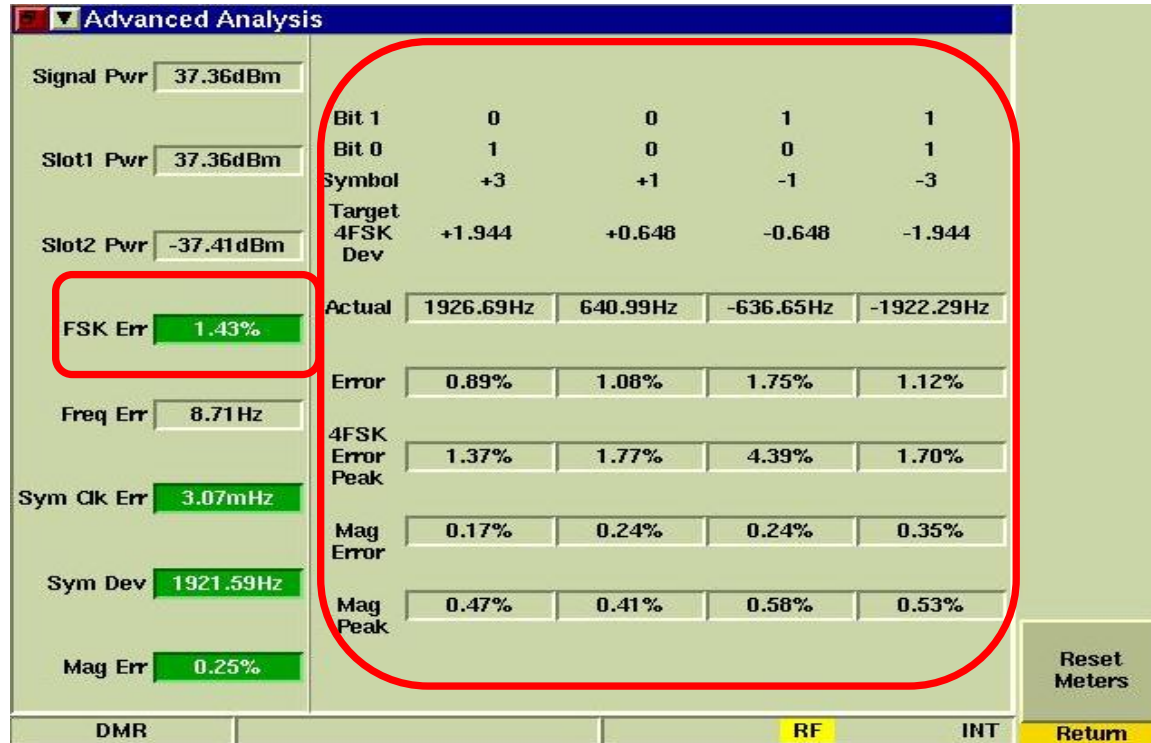 Advanced Analysis
Signal Pwr 37.36dBm
Slot1 Pwr 37.36dBm
Slot2 Pwr -37.41dBm
FSK Err 1.43%
Freq Err 8.71Hz
Sym Clk Err 3.07mHz
Sym Dev 1921.59Hz
Mag Err 0.25%
Bit 1 0 0 1 1
Bit 0 1 0 0 1
Symbol +3 +1 -1 -3
Target
4FSK +1.944 +0.648 -0.648 -1.944
Dev
Actual 1926.69Hz 640.99Hz -636.65Hz -1922.29Hz
Error 0.89% 1.08% 1.75% 1.12%
4FSK
Error 1.37% 1.77% 4.39% 1.70%
Peak
Mag 0.17% 0.24% 0.24% 0.35%
Error
Mag 0.47% 0.41% 0.58% 0.53%
Peak
Reset
Meters
DMR RF INT Return